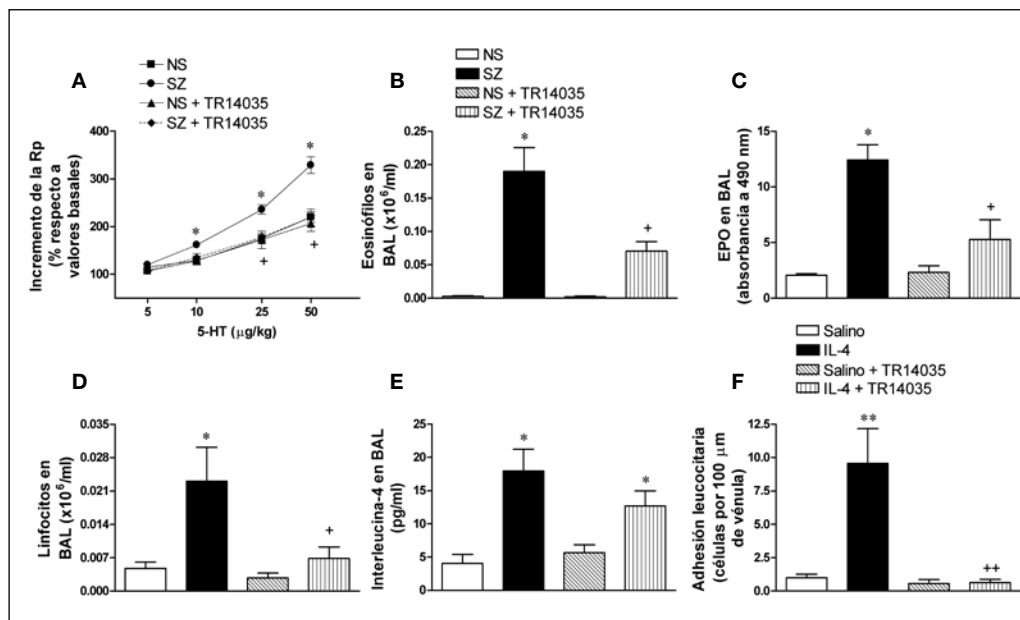 A
NS
SZ
NS + TR14035
SZ + TR14035
Incremento de la Rp
(% respecto a
valores basales)
400
300
200
100
*
*
*
+
+
5
10
25
50
5-HT (µg/kg)
B
NS
SZ
NS + TR14035
SZ + TR14035
Eosinófilos en
BAL (x10⁶/ml)
0.25
0.20
0.15
0.10
0.05
0.00
*
+
C
EPO en BAL
(absorbancia a 490 nm)
15
10
5
0
*
+
D
Linfocitos en
BAL (x10⁶/ml)
0.035
0.028
0.021
0.014
0.007
0.000
*
+
E
Interleucina-4 en BAL
(pg/ml)
25
20
15
10
5
0
*
*
Salino
IL-4
Salino + TR14035
IL-4 + TR14035
F
Adhesión leucocitaria
(células por 100 µm
de vénula)
12.5
10.0
7.5
5.0
2.5
0.0
**
++